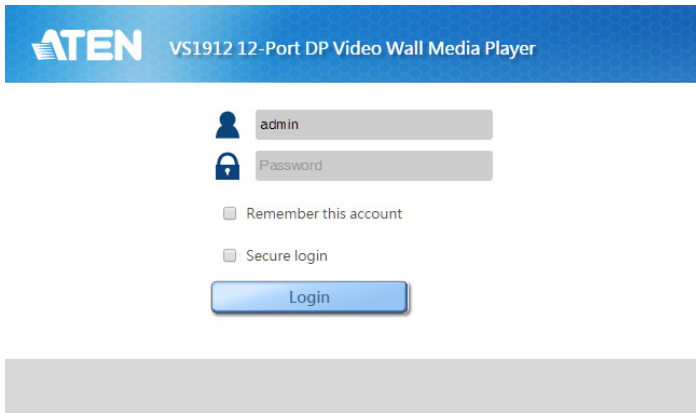 ATEN VS1912 12-Port DP Video Wall Media Player
admin
Password
Remember this account
Secure login
Login